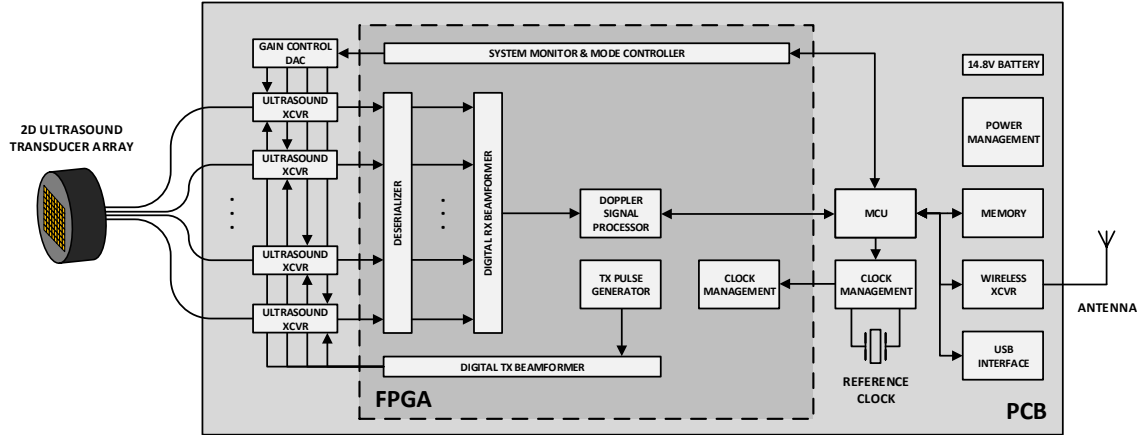 GAIN CONTROL
DAC
SYSTEM MONITOR & MODE CONTROLLER
14.8V BATTERY
ULTRASOUND
XCVR
2D ULTRASOUND
TRANSDUCER ARRAY
POWER
MANAGEMENT
ULTRASOUND
XCVR
DESERIALIZER
DIGITAL RX BEAMFORMER
DOPPLER
SIGNAL
PROCESSOR
MCU
MEMORY
ULTRASOUND
XCVR
TX PULSE
GENERATOR
CLOCK
MANAGEMENT
CLOCK
MANAGEMENT
WIRELESS
XCVR
ANTENNA
ULTRASOUND
XCVR
DIGITAL TX BEAMFORMER
USB
INTERFACE
REFERENCE
CLOCK
FPGA
PCB